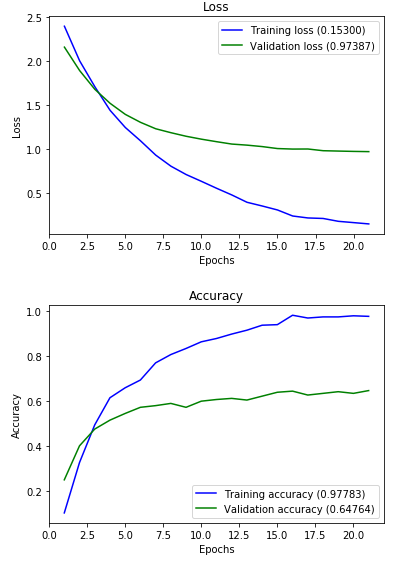 Loss
2.5
2.0
1.5
1.0
0.5
Loss
Training loss (0.15300)
Validation loss (0.97387)
0.0 2.5 5.0 7.5 10.0 12.5 15.0 17.5 20.0
Epochs
Accuracy
1.0
0.8
0.6
0.4
0.2
Accuracy
Training accuracy (0.97783)
Validation accuracy (0.64764)
0.0 2.5 5.0 7.5 10.0 12.5 15.0 17.5 20.0
Epochs